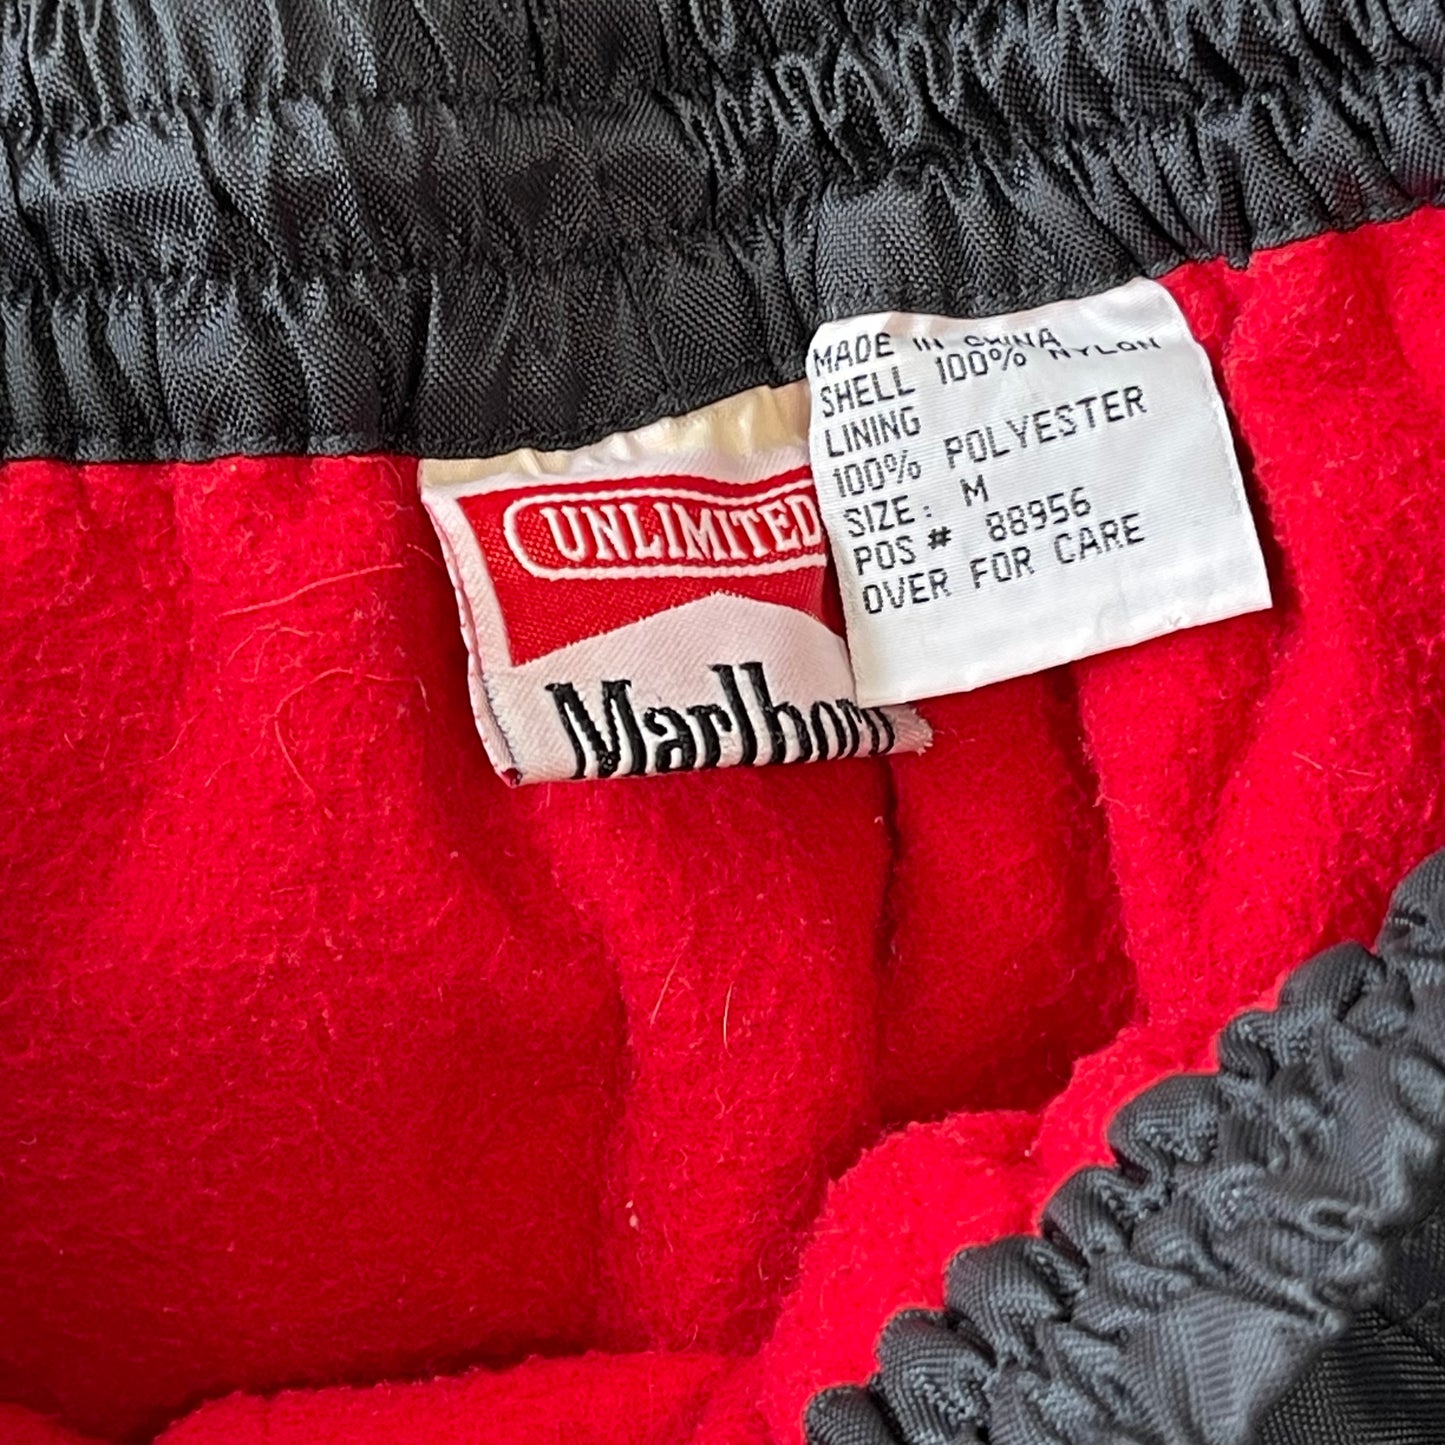 UNLIMITED
Marlboro
MADE IN CHINA
SHELL 100% NYLON
LINING
100% POLYESTER
SIZE: M
POS # 88956
OVER FOR CARE